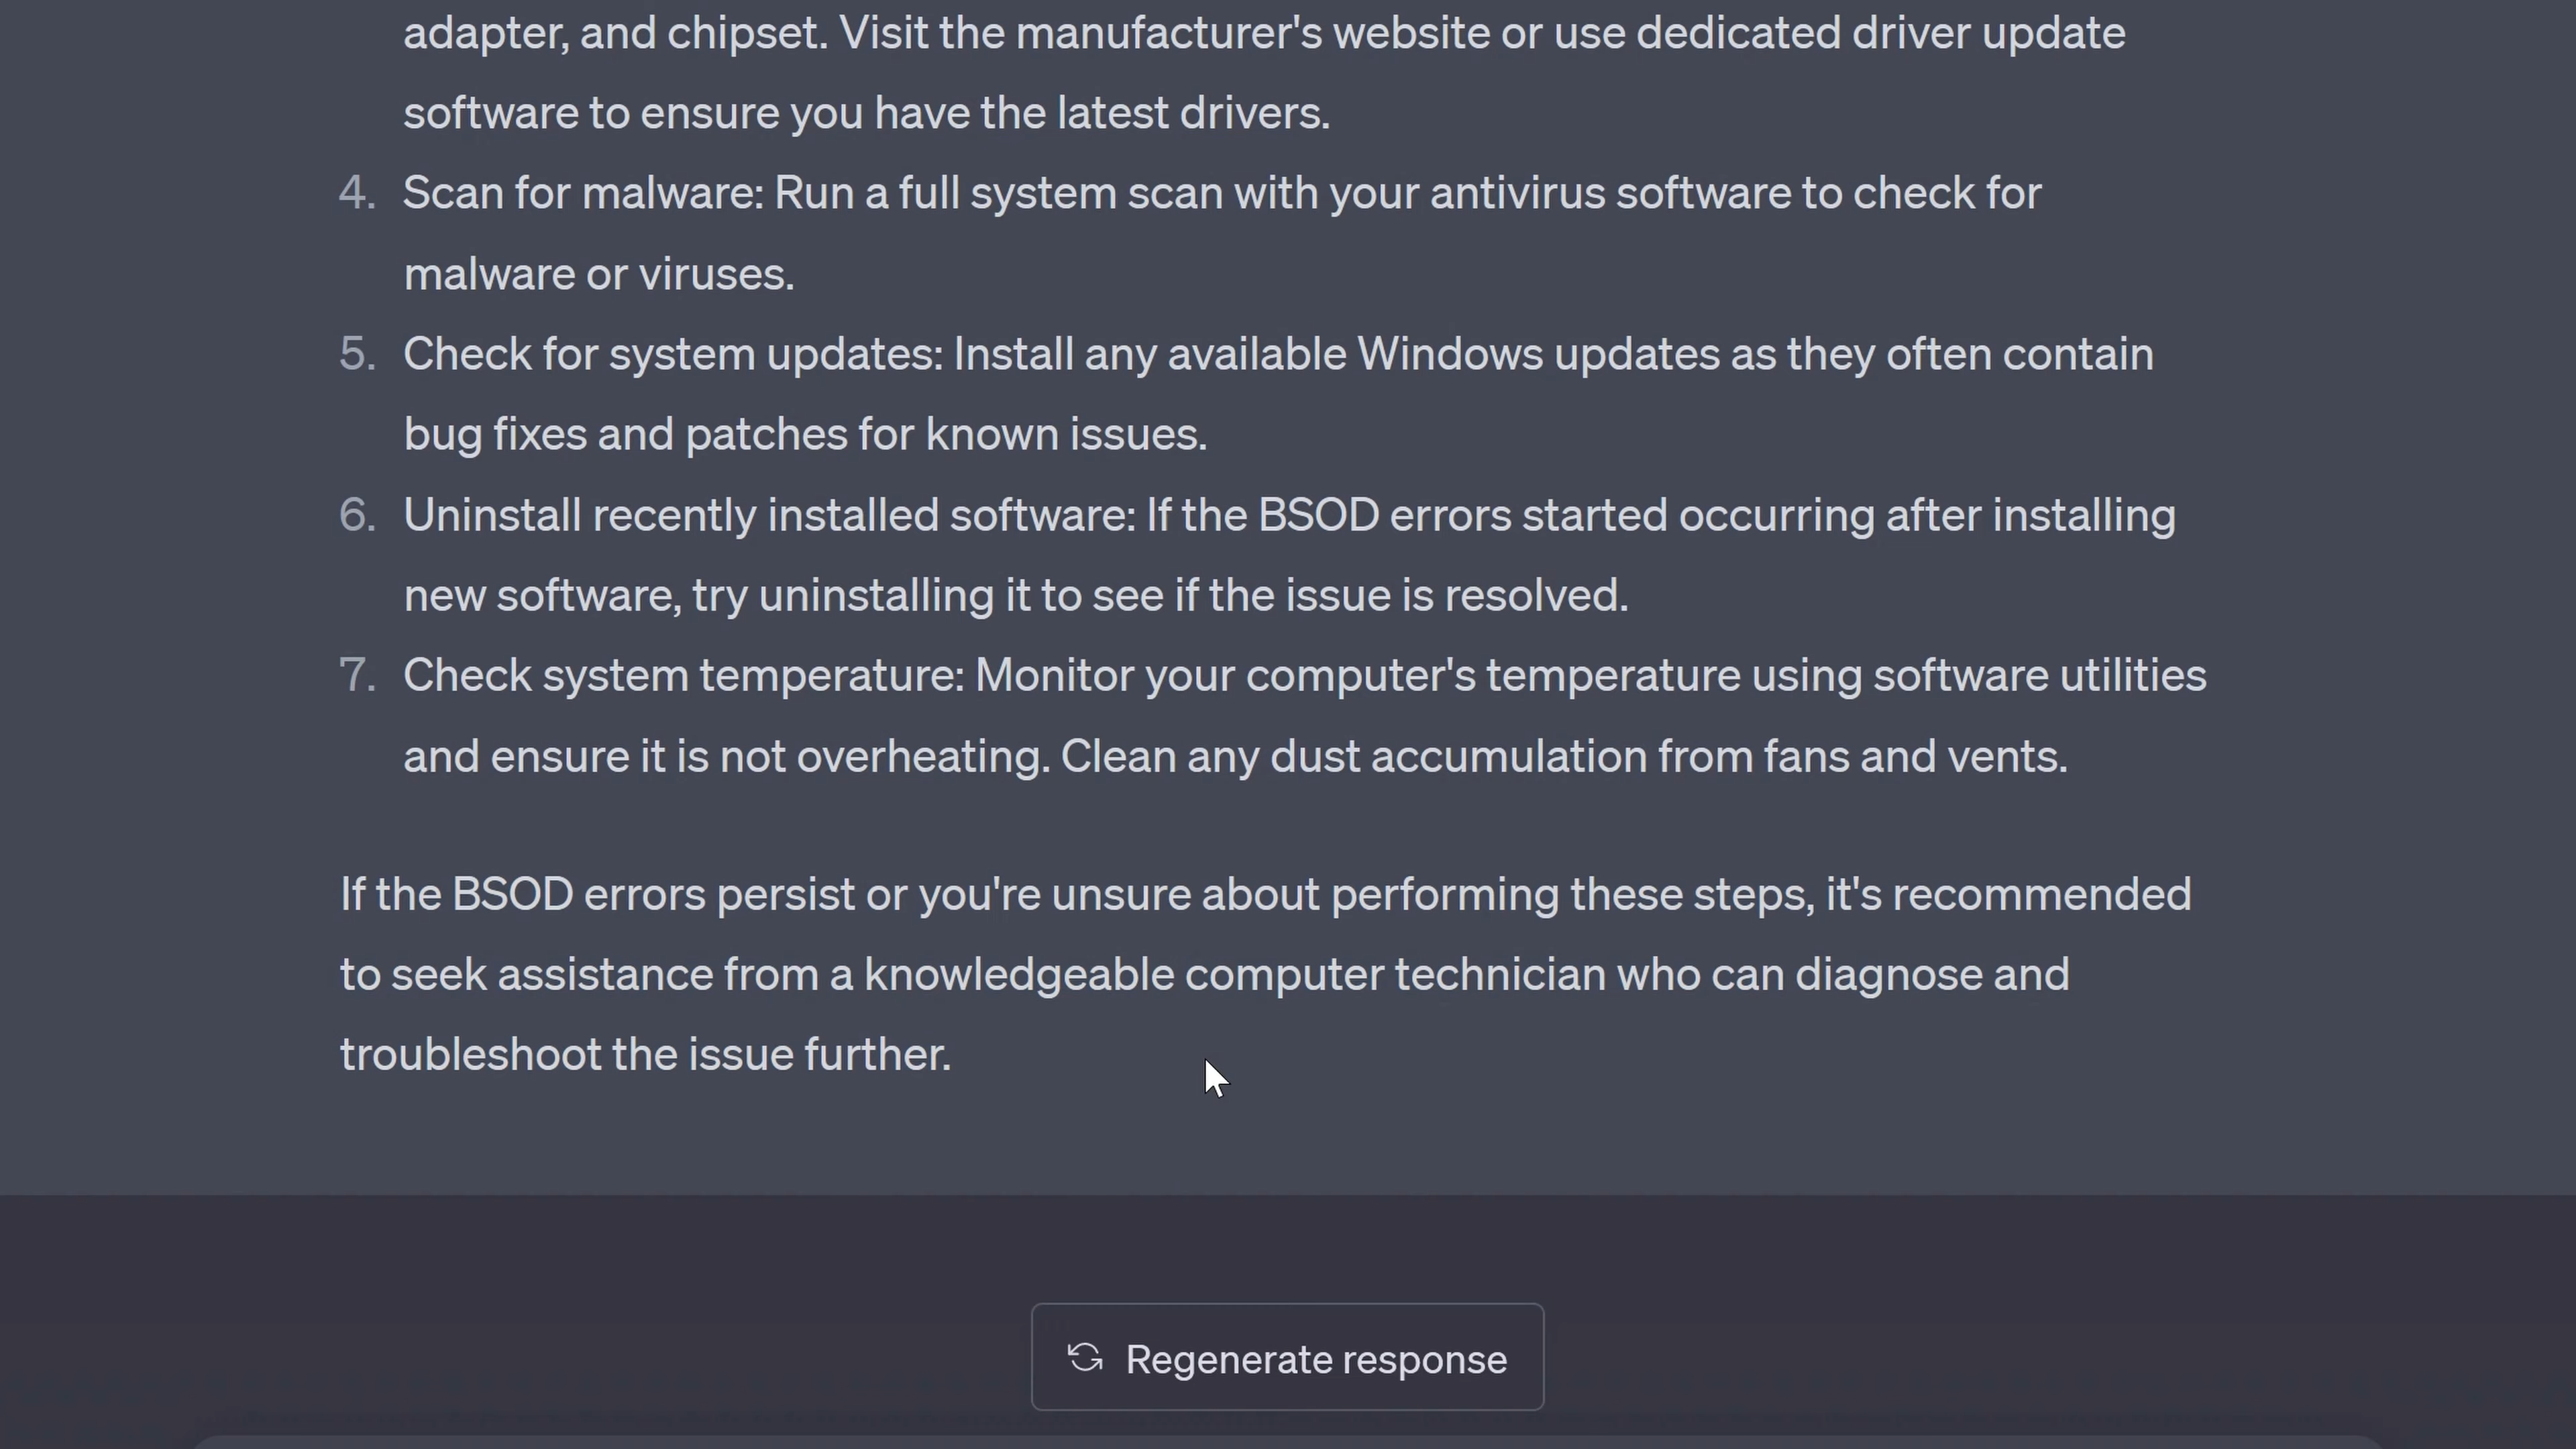 adapter, and chipset. Visit the manufacturer's website or use dedicated driver update
software to ensure you have the latest drivers.
4. Scan for malware: Run a full system scan with your antivirus software to check for
malware or viruses.
5. Check for system updates: Install any available Windows updates as they often contain
bug fixes and patches for known issues.
6. Uninstall recently installed software: If the BSOD errors started occurring after installing
new software, try uninstalling it to see if the issue is resolved.
7. Check system temperature: Monitor your computer's temperature using software utilities
and ensure it is not overheating. Clean any dust accumulation from fans and vents.
If the BSOD errors persist or you're unsure about performing these steps, it's recommended
to seek assistance from a knowledgeable computer technician who can diagnose and
troubleshoot the issue further.
Regenerate response